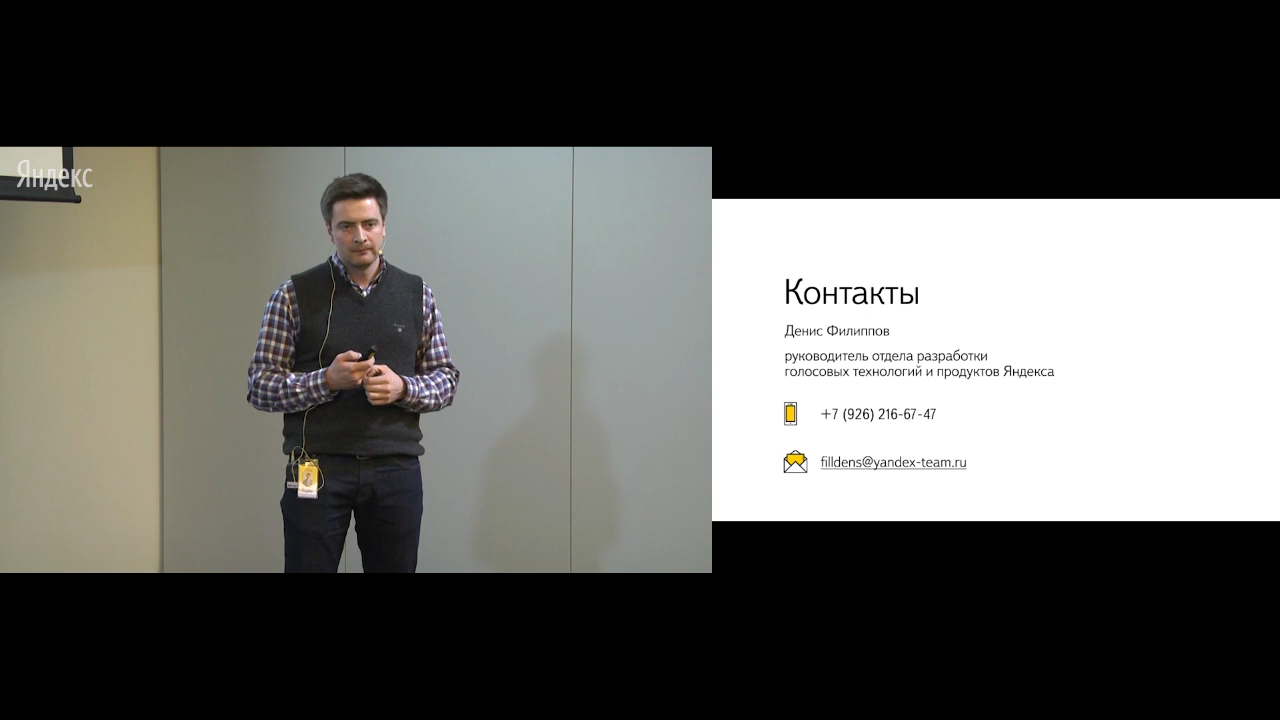 Яндекс
Контакты
Денис Филиппов
руководитель отдела разработки
голосовых технологий и продуктов Яндекса
+7 (926) 216-67-47
filldens@yandex-team.ru